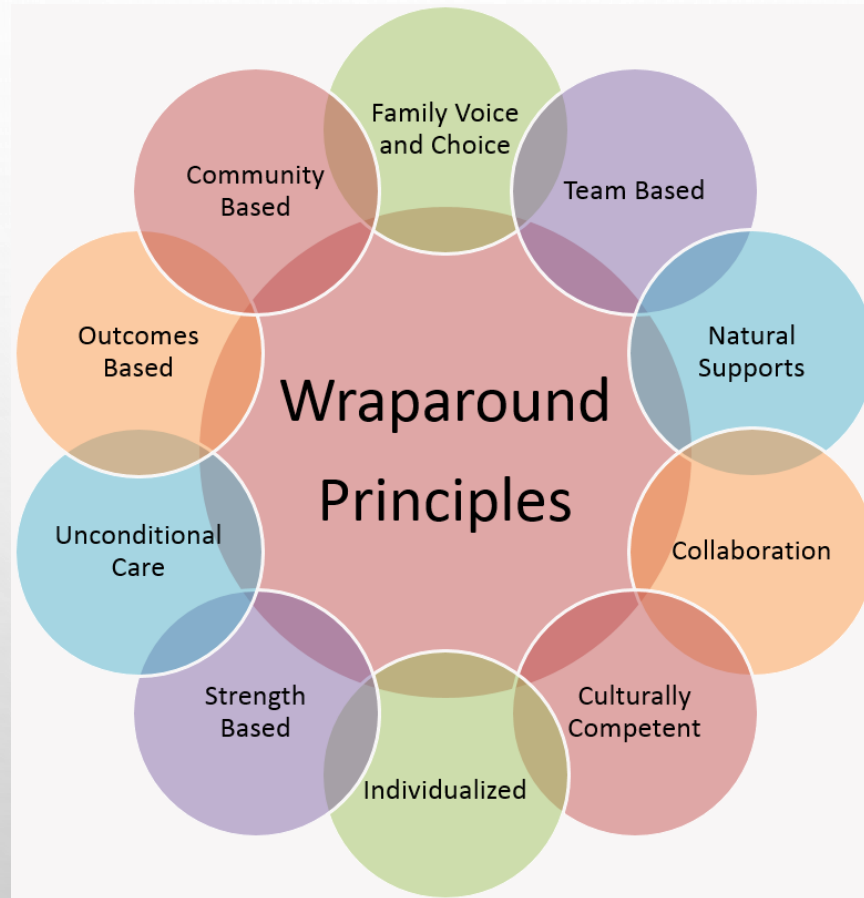 Wraparound
Principles
Family Voice
and Choice
Team Based
Natural
Supports
Collaboration
Culturally
Competent
Individualized
Strength
Based
Unconditional
Care
Outcomes
Based
Community
Based